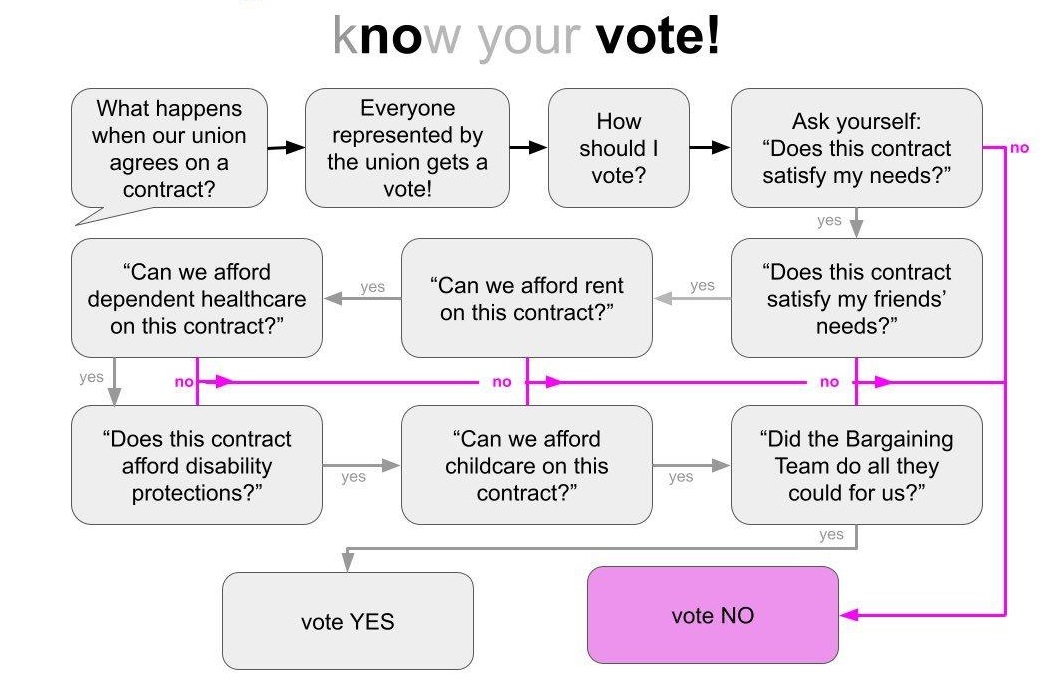 know your vote!
What happens
when our union
agrees on a
contract?
Everyone
represented by
the union gets a
vote!
How
should I
vote?
Ask yourself:
“Does this contract
satisfy my needs?”
no
yes
“Does this contract
satisfy my friends’
needs?”
yes
“Can we afford rent
on this contract?”
yes
“Can we afford
dependent healthcare
on this contract?”
yes
no
no
no
“Does this contract
afford disability
protections?”
yes
“Can we afford
childcare on this
contract?”
yes
“Did the Bargaining
Team do all they
could for us?”
yes
vote YES
vote NO